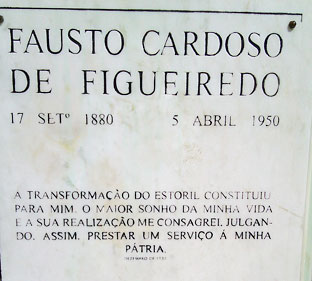 FAUSTO CARDOSO
DE FIGUEIREDO
17 SETº 1880 5 ABRIL 1950
A TRANSFORMAÇÃO DO ESTORIL CONSTITUIU
PARA MIM, O MAIOR SONHO DA MINHA VIDA
E A SUA REALIZAÇÃO ME CONSAGREI, JULGAN-
DO, ASSIM, PRESTAR UM SERVIÇO Á MINHA
PÁTRIA.